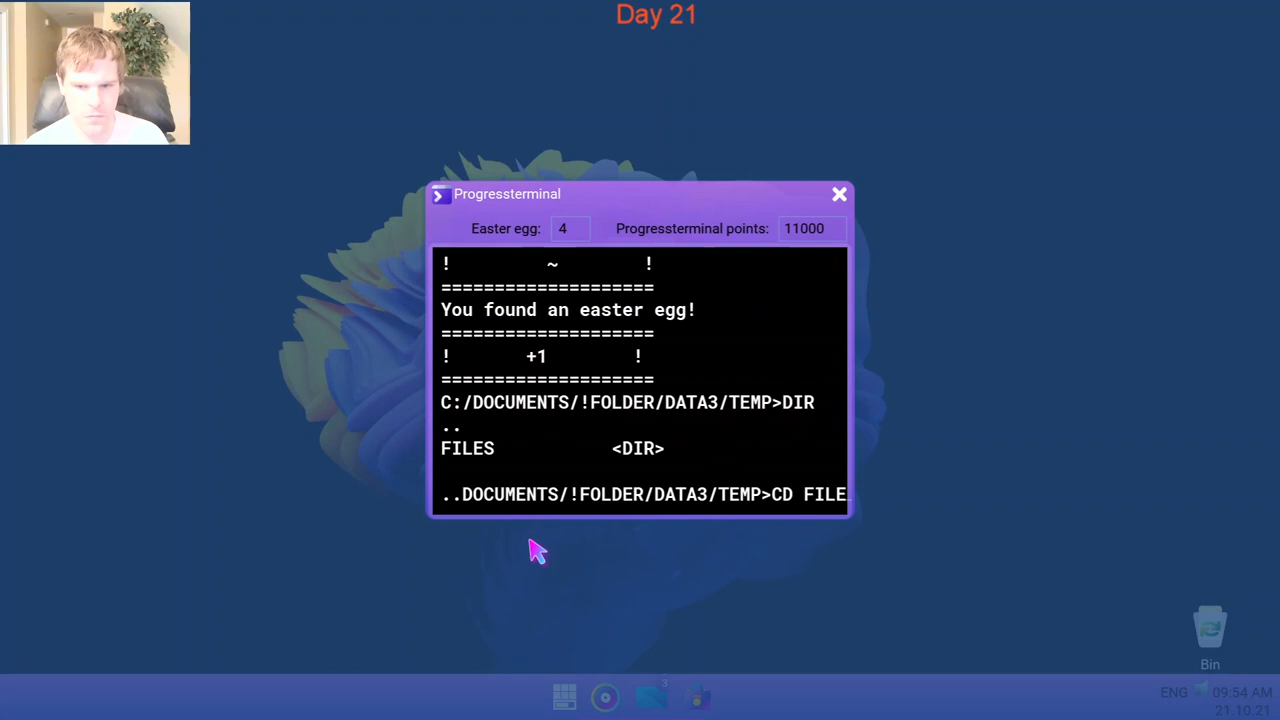 Day 21
Progressterminal
Easter egg: 4 Progressterminal points: 11000
! ~ !
====================
You found an easter egg!
====================
! +1 !
====================
C:/DOCUMENTS/!FOLDER/DATA3/TEMP>DIR
..
FILES <DIR>
..DOCUMENTS/!FOLDER/DATA3/TEMP>CD FILE
Bin
3
ENG 09:54 AM
21.10.21